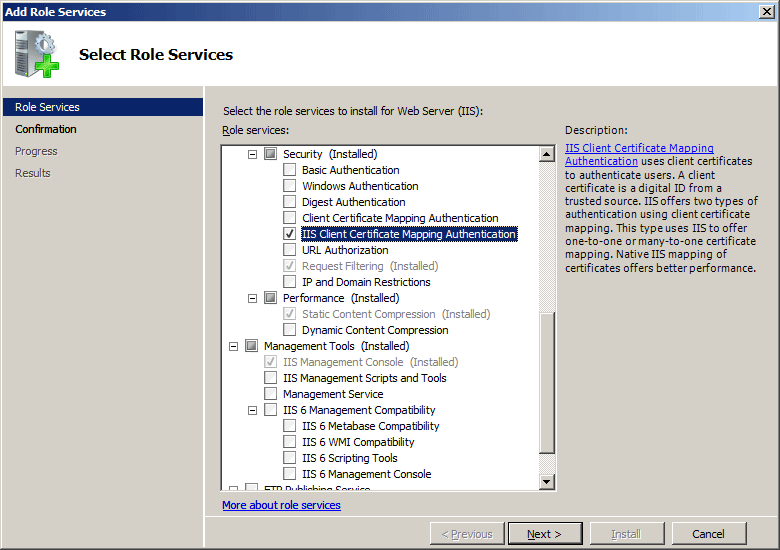 Add Role Services
Select Role Services
Role Services
Confirmation
Progress
Results
Select the role services to install for Web Server (IIS):
Role services:
Security (Installed)
Basic Authentication
Windows Authentication
Digest Authentication
Client Certificate Mapping Authentication
IIS Client Certificate Mapping Authentication
URL Authorization
Request Filtering (Installed)
IP and Domain Restrictions
Performance (Installed)
Static Content Compression (Installed)
Dynamic Content Compression
Management Tools (Installed)
IIS Management Console (Installed)
IIS Management Scripts and Tools
Management Service
IIS 6 Management Compatibility
IIS 6 Metabase Compatibility
IIS 6 WMI Compatibility
IIS 6 Scripting Tools
IIS 6 Management Console
FTP Publishing Service
More about role services
Description:
IIS Client Certificate Mapping
Authentication uses client certificates
to authenticate users. A client
certificate is a digital ID from a
trusted source. IIS offers two types of
authentication using client certificate
mapping. This type uses IIS to offer
one-to-one or many-to-one certificate
mapping. Native IIS mapping of
certificates offers better performance.
< Previous
Next >
Install
Cancel